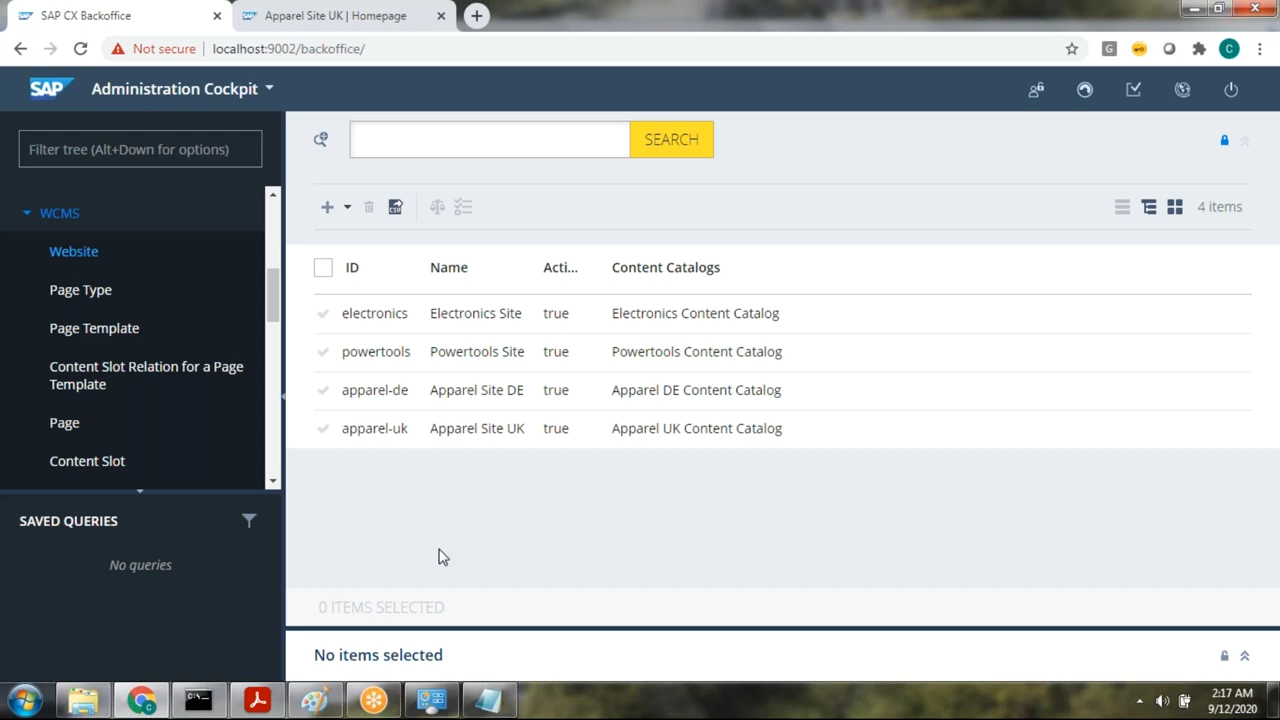 SAP CX Backoffice
Apparel Site UK | Homepage
Not secure
localhost:9002/backoffice/
C
SAP
Administration Cockpit
Filter tree (Alt+Down for options)
SEARCH
WCMS
Website
Page Type
Page Template
Content Slot Relation for a Page
Template
Page
Content Slot
CSV
4 items
ID Name Acti... Content Catalogs
electronics Electronics Site true Electronics Content Catalog
powertools Powertools Site true Powertools Content Catalog
apparel-de Apparel Site DE true Apparel DE Content Catalog
apparel-uk Apparel Site UK true Apparel UK Content Catalog
SAVED QUERIES
No queries
0 ITEMS SELECTED
No items selected
2:17 AM
9/12/2020